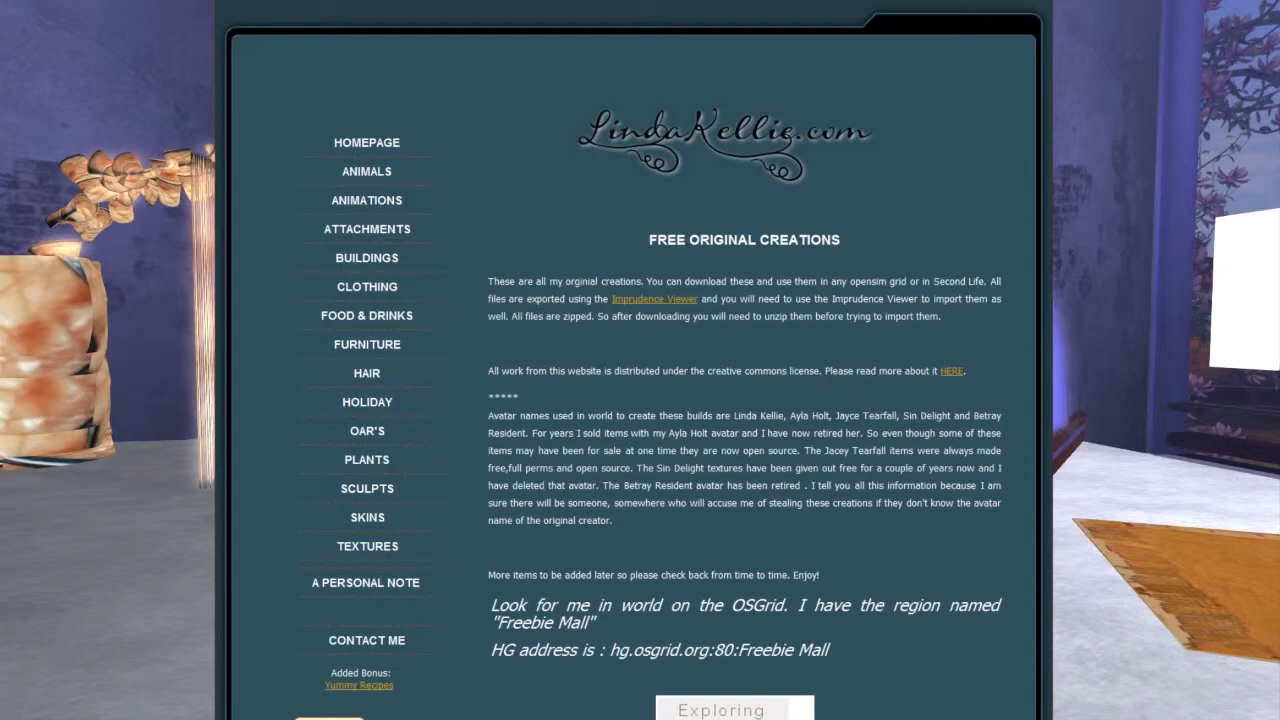 LindaKellie.com
HOMEPAGE
ANIMALS
ANIMATIONS
ATTACHMENTS
BUILDINGS
CLOTHING
FOOD & DRINKS
FURNITURE
HAIR
HOLIDAY
OAR'S
PLANTS
SCULPTS
SKINS
TEXTURES
A PERSONAL NOTE
CONTACT ME
Added Bonus:
Yummy Recipes
FREE ORIGINAL CREATIONS
These are all my orginial creations. You can download these and use them in any opensim grid or in Second Life. All
files are exported using the Imprudence Viewer and you will need to use the Imprudence Viewer to import them as
well. All files are zipped. So after downloading you will need to unzip them before trying to import them.
All work from this website is distributed under the creative commons license. Please read more about it HERE.
*****
Avatar names used in world to create these builds are Linda Kellie, Ayla Holt, Jayce Tearfall, Sin Delight and Betray
Resident. For years I sold items with my Ayla Holt avatar and I have now retired her. So even though some of these
items may have been for sale at one time they are now open source. The Jacey Tearfall items were always made
free,full perms and open source. The Sin Delight textures have been given out free for a couple of years now and I
have deleted that avatar. The Betray Resident avatar has been retired . I tell you all this information because I am
sure there will be someone, somewhere who will accuse me of stealing these creations if they don't know the avatar
name of the original creator.
More items to be added later so please check back from time to time. Enjoy!
Look for me in world on the OSGrid. I have the region named
"Freebie Mall"
HG address is : hg.osgrid.org:80:Freebie Mall
Exploring